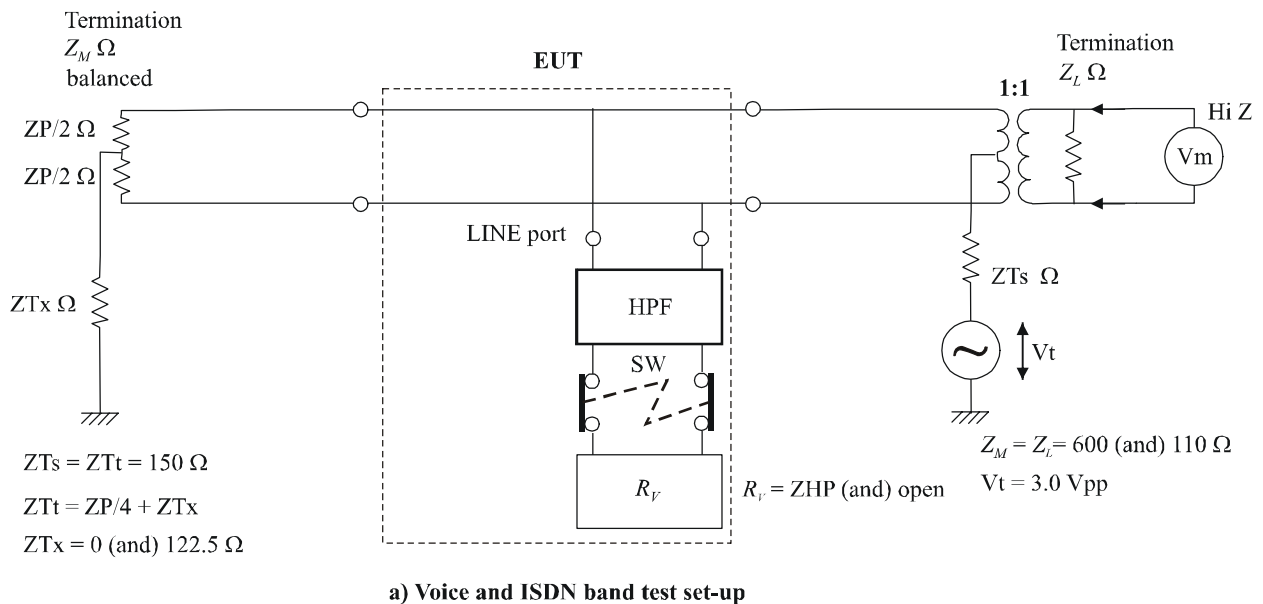 Termination
Z_M Ω
balanced
EUT
Termination
Z_L Ω
1:1
Hi Z
ZP/2 Ω
Vm
ZP/2 Ω
LINE port
ZTx Ω
ZTs Ω
HPF
SW
~
Vt
ZTs = ZTt = 150 Ω
Z_M = Z_L= 600 (and) 110 Ω
R_V
R_V = ZHP (and) open
Vt = 3.0 Vpp
ZTt = ZP/4 + ZTx
ZTx = 0 (and) 122.5 Ω
a) Voice and ISDN band test set-up